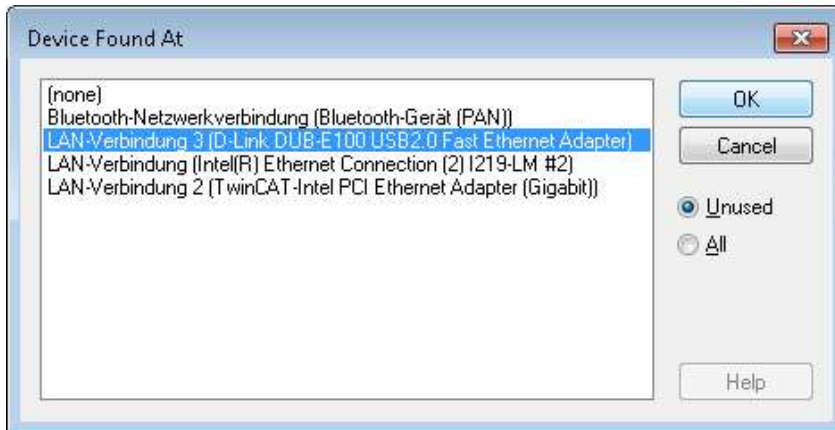 Device Found At
(none)
Bluetooth-Netzwerkverbindung (Bluetooth-Gerät (PAN))
LAN-Verbindung 3 (D-Link DUB-E100 USB2.0 Fast Ethernet Adapter)
LAN-Verbindung (Intel(R) Ethernet Connection (2) I219-LM #2)
LAN-Verbindung 2 (TwinCAT-Intel PCI Ethernet Adapter (Gigabit))
OK
Cancel
Unused
All
Help